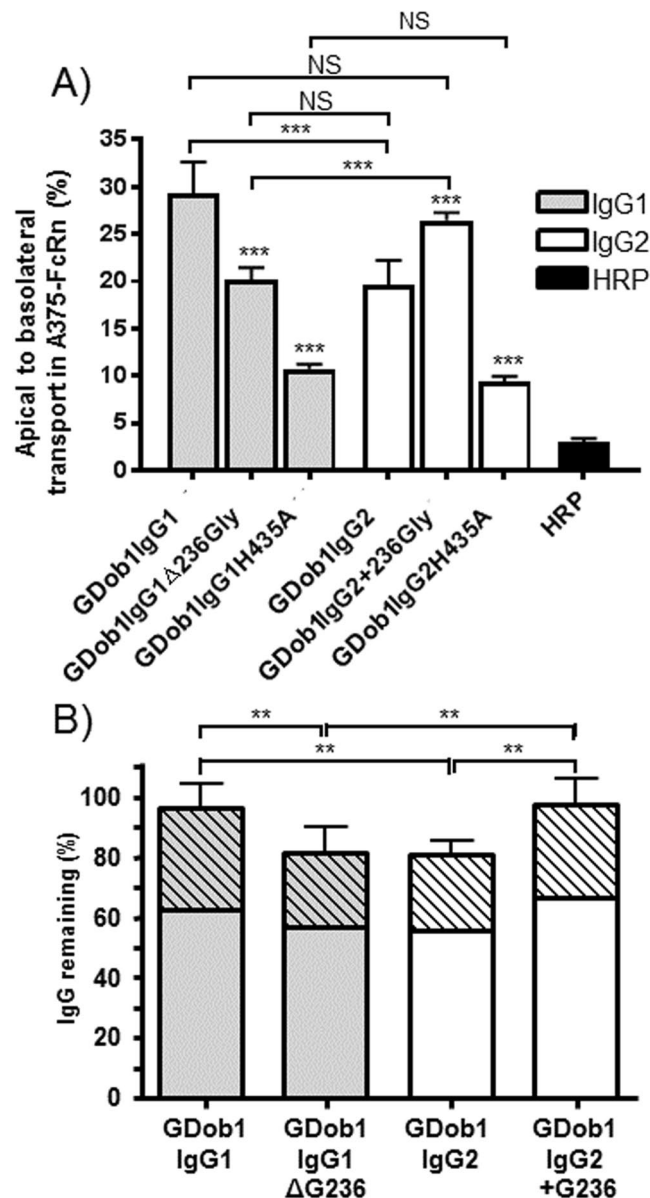 A)
NS
NS
NS
***
***
Apical to basolateral
transport in A375-FcRn (%)
35
30
25
20
15
10
5
0
***
***
***
***
IgG1
IgG2
HRP
GDob1IgG1
GDob1IgG1Δ236Gly
GDob1IgG1H435A
GDob1IgG2
GDob1IgG2+236Gly
GDob1IgG2H435A
HRP
B)
**
**
**
**
IgG remaining (%)
100
80
60
40
20
0
GDob1
IgG1
GDob1
IgG1
ΔG236
GDob1
IgG2
GDob1
IgG2
+G236